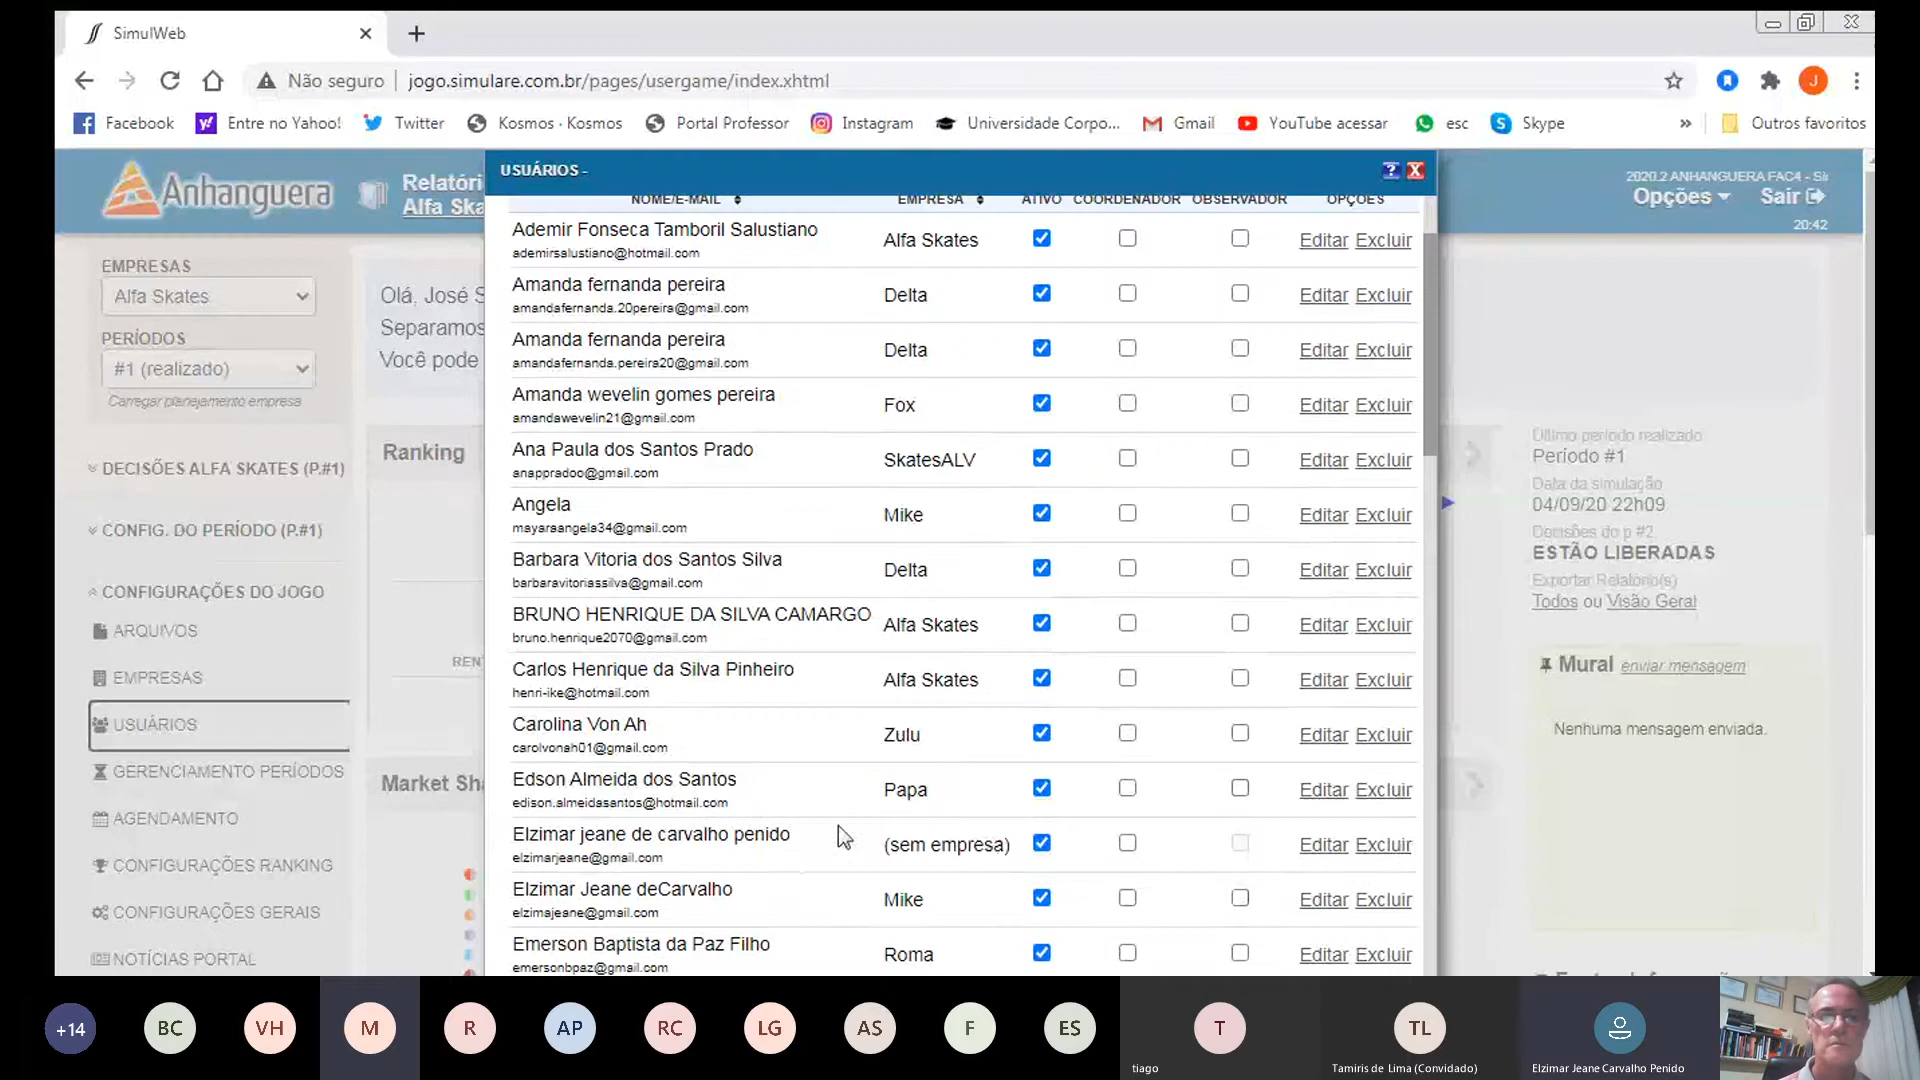 SimulWeb
Não seguro
jogo.simulare.com.br/pages/usergame/index.xhtml
J
Facebook
Entre no Yahoo!
Twitter
Kosmos · Kosmos
Portal Professor
Instagram
Universidade Corpo...
Gmail
YouTube acessar
esc
Skype
»
Outros favoritos
Anhanguera
Relatóri
Alfa Ska
USUÁRIOS -
2020.2 ANHANGUERA FAC4 - Si
Opções
Sair
20:42
EMPRESAS
Alfa Skates
PERÍODOS
#1 (realizado)
Carregar planejamento empresa
DECISÕES ALFA SKATES (P.#1)
CONFIG. DO PERÍODO (P.#1)
CONFIGURAÇÕES DO JOGO
ARQUIVOS
EMPRESAS
USUÁRIOS
GERENCIAMENTO PERÍODOS
AGENDAMENTO
CONFIGURAÇÕES RANKING
CONFIGURAÇÕES GERAIS
NOTÍCIAS PORTAL
Olá, José S
Separamos
Você pode
Ranking
REN
Market Sh
NOME/E-MAIL EMPRESA ATIVO COORDENADOR OBSERVADOR OPÇÕES
Ademir Fonseca Tamboril Salustiano
ademirsalustiano@hotmail.com
Alfa Skates
Editar Excluir
Amanda fernanda pereira
amandafernanda.20pereira@gmail.com
Delta
Editar Excluir
Amanda fernanda pereira
amandafernanda.pereira20@gmail.com
Delta
Editar Excluir
Amanda wevelin gomes pereira
amandawevelin21@gmail.com
Fox
Editar Excluir
Ana Paula dos Santos Prado
anappradoo@gmail.com
SkatesALV
Editar Excluir
Angela
mayaraangela34@gmail.com
Mike
Editar Excluir
Barbara Vitoria dos Santos Silva
barbaravitoriassilva@gmail.com
Delta
Editar Excluir
BRUNO HENRIQUE DA SILVA CAMARGO
bruno.henrique2070@gmail.com
Alfa Skates
Editar Excluir
Carlos Henrique da Silva Pinheiro
henri-ike@hotmail.com
Alfa Skates
Editar Excluir
Carolina Von Ah
carolvonah01@gmail.com
Zulu
Editar Excluir
Edson Almeida dos Santos
edison.almeidasantos@hotmail.com
Papa
Editar Excluir
Elzimar jeane de carvalho penido
elzimarjeane@gmail.com
(sem empresa)
Editar Excluir
Elzimar Jeane deCarvalho
elzimajeane@gmail.com
Mike
Editar Excluir
Emerson Baptista da Paz Filho
emersonbpaz@gmail.com
Roma
Editar Excluir
Último período realizado
Período #1
Data da simulação
04/09/20 22h09
Decisões do p #2
ESTÃO LIBERADAS
Exportar Relatório(s)
Todos ou Visão Geral
Mural enviar mensagem
Nenhuma mensagem enviada.
+14
BC
VH
M
R
AP
RC
LG
AS
F
ES
T
TL
tiago
Tamiris de Lima (Convidado)
Elzimar Jeane Carvalho Penido